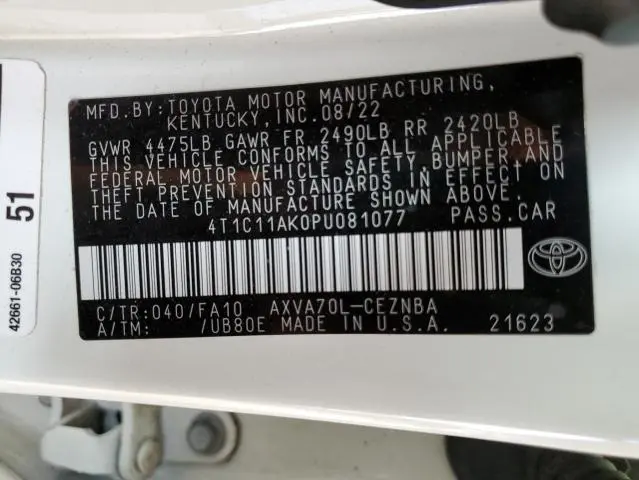 MFD.BY:TOYOTA MOTOR MANUFACTURING,
KENTUCKY,INC.08/22
GVWR 4475LB GAWR FR 2490LB RR 2420LB
THIS VEHICLE CONFORMS TO ALL APPLICABLE
FEDERAL MOTOR VEHICLE SAFETY,BUMPER,AND
THEFT PREVENTION STANDARDS IN EFFECT ON
THE DATE OF MANUFACTURE SHOWN ABOVE.
4T1C11AK0PU081077 PASS.CAR
C/TR:040/FA10 AXVA70L-CEZNBA
A/TM: /UB80E MADE IN U.S.A. 21623
TOYOTA
51
42661-06B30